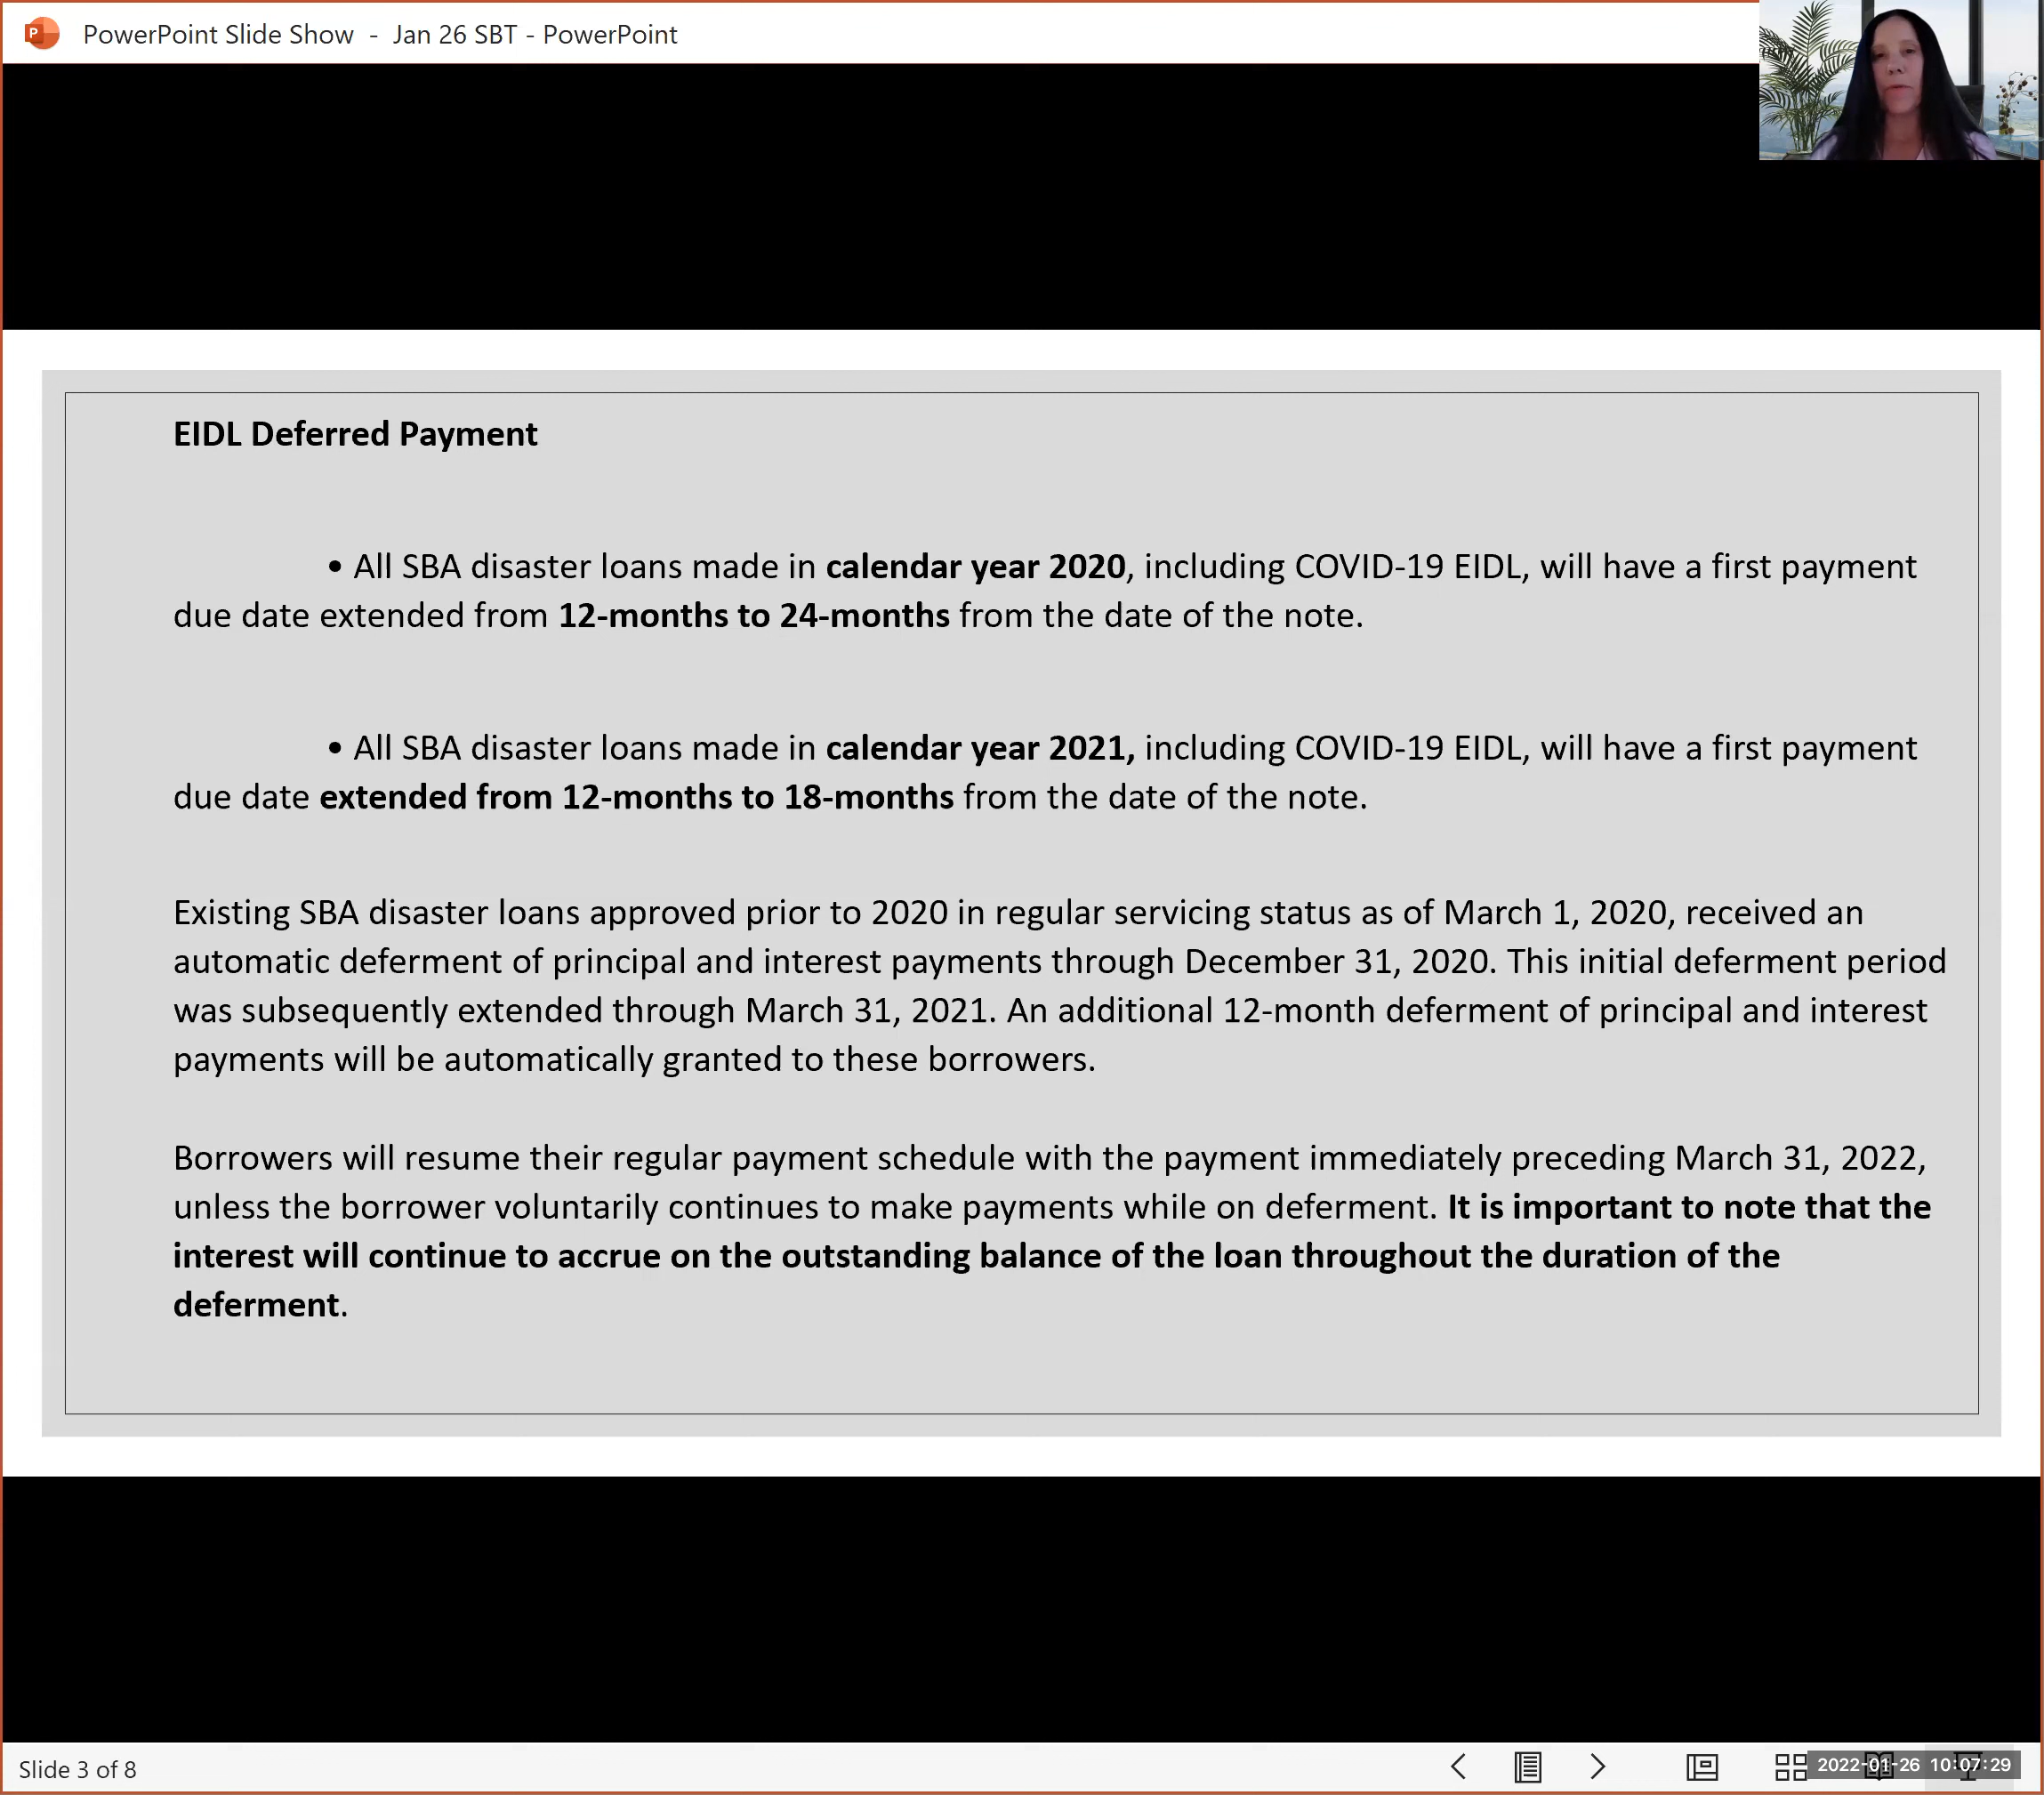 P
PowerPoint Slide Show - Jan 26 SBT - PowerPoint
EIDL Deferred Payment
• All SBA disaster loans made in calendar year 2020, including COVID-19 EIDL, will have a first payment
due date extended from 12-months to 24-months from the date of the note.
• All SBA disaster loans made in calendar year 2021, including COVID-19 EIDL, will have a first payment
due date extended from 12-months to 18-months from the date of the note.
Existing SBA disaster loans approved prior to 2020 in regular servicing status as of March 1, 2020, received an
automatic deferment of principal and interest payments through December 31, 2020. This initial deferment period
was subsequently extended through March 31, 2021. An additional 12-month deferment of principal and interest
payments will be automatically granted to these borrowers.
Borrowers will resume their regular payment schedule with the payment immediately preceding March 31, 2022,
unless the borrower voluntarily continues to make payments while on deferment. It is important to note that the
interest will continue to accrue on the outstanding balance of the loan throughout the duration of the
deferment.
Slide 3 of 8
2022-01-26 10:07:29